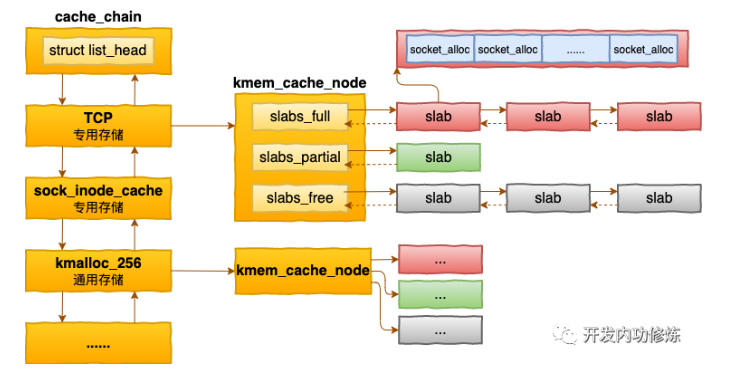 cache_chain
struct list_head
socket_alloc socket_alloc ...... socket_alloc
kmem_cache_node
TCP
专用存储
slabs_full slab slab slab
slabs_partial slab
sock_inode_cache
专用存储
slabs_free slab slab slab
kmalloc_256
通用存储
kmem_cache_node
...
...
...
......
开发内功修炼